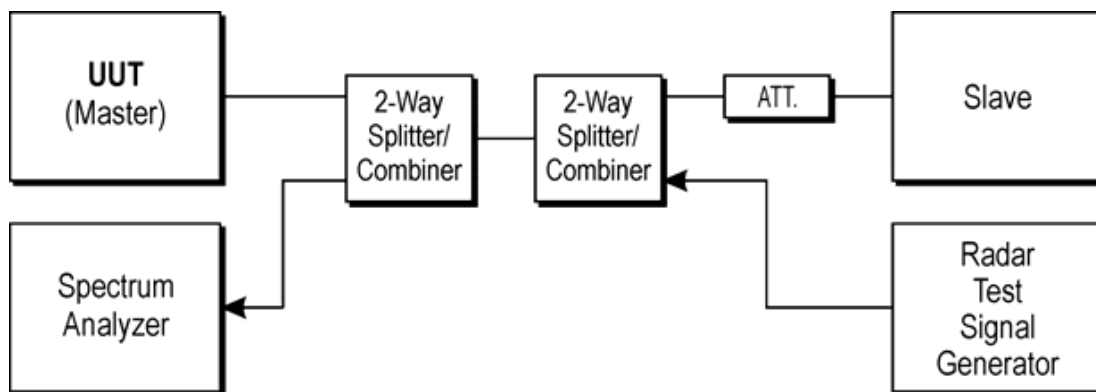 UUT
(Master)
2-Way
Splitter/
Combiner
2-Way
Splitter/
Combiner
ATT.
Slave
Spectrum
Analyzer
Radar
Test
Signal
Generator